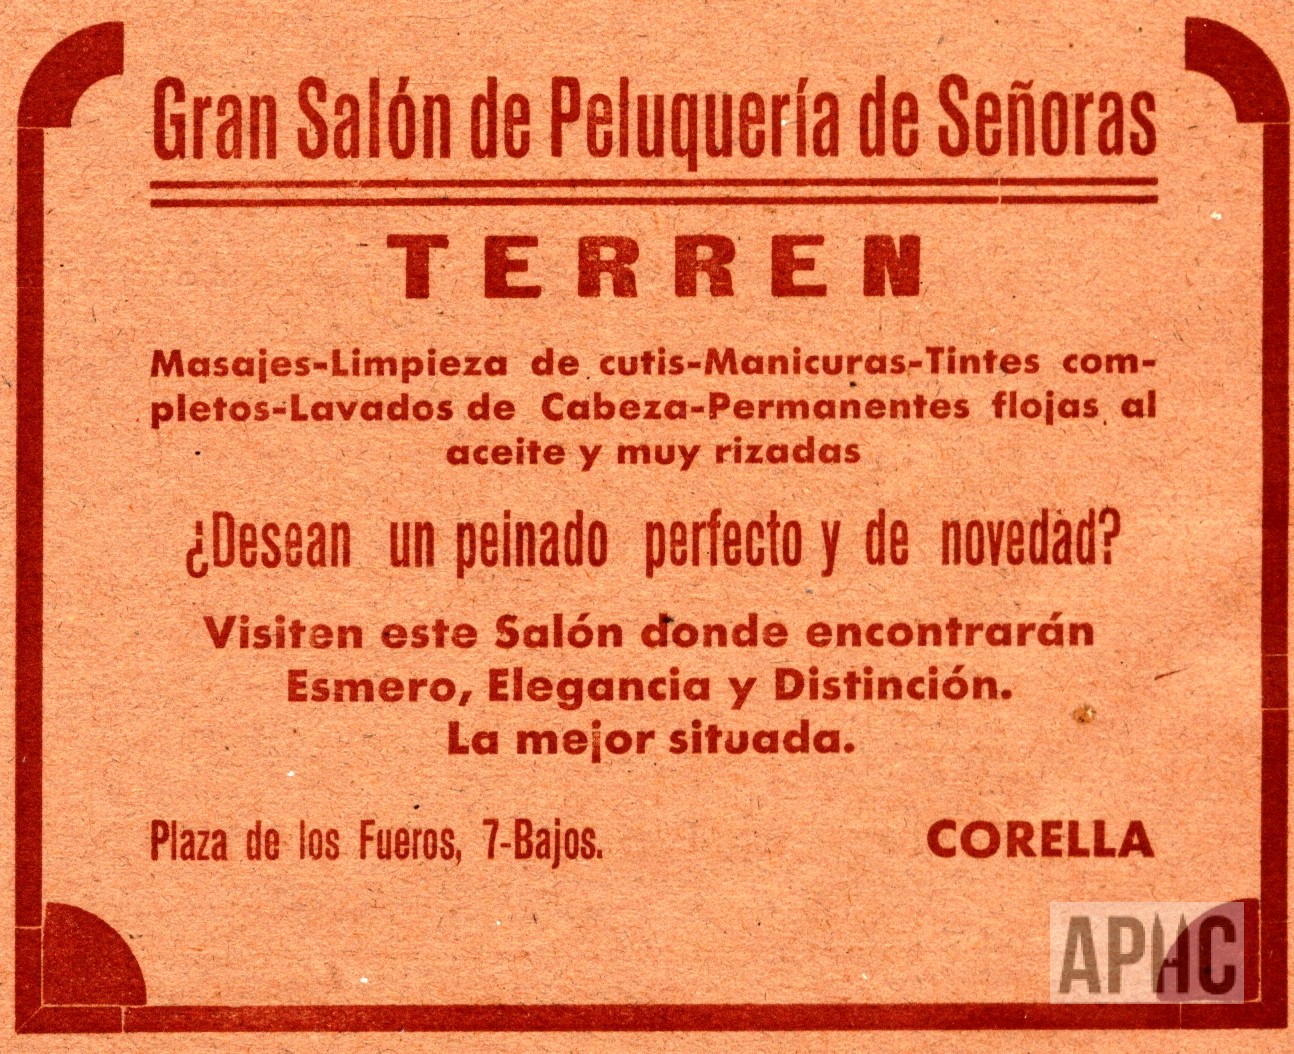 Gran Salón de Peluquería de Señoras
TERREN
Masajes-Limpieza de cutis-Manicuras-Tintes com-
pletos-Lavados de Cabeza-Permanentes flojas al
aceite y muy rizadas
¿Desean un peinado perfecto y de novedad?
Visiten este Salón donde encontrarán
Esmero, Elegancia y Distinción.
La mejor situada.
Plaza de los Fueros, 7-Bajos. CORELLA
APHC